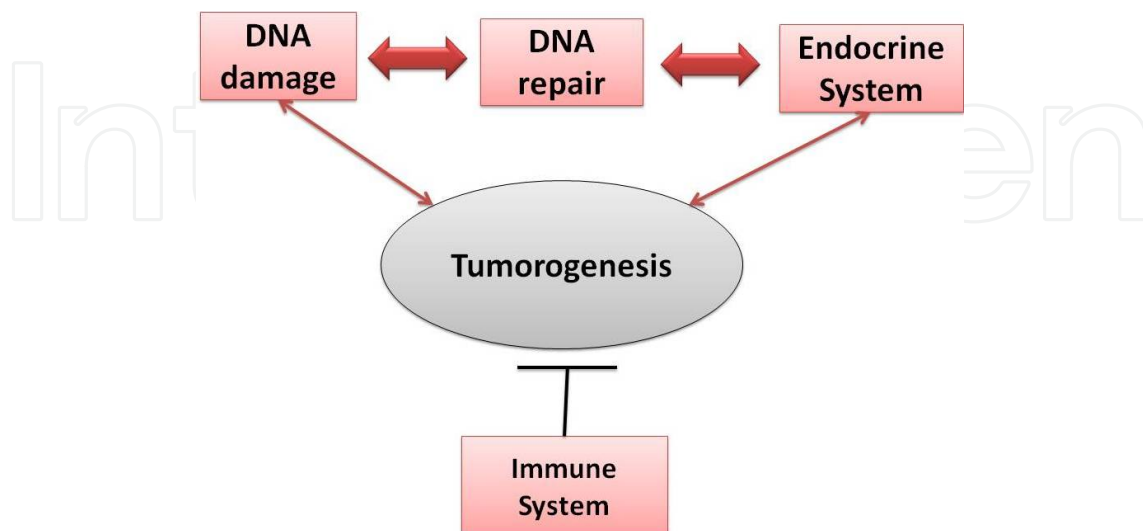 DNA
damage
DNA
repair
Endocrine
System
Tumorogenesis
Immune
System